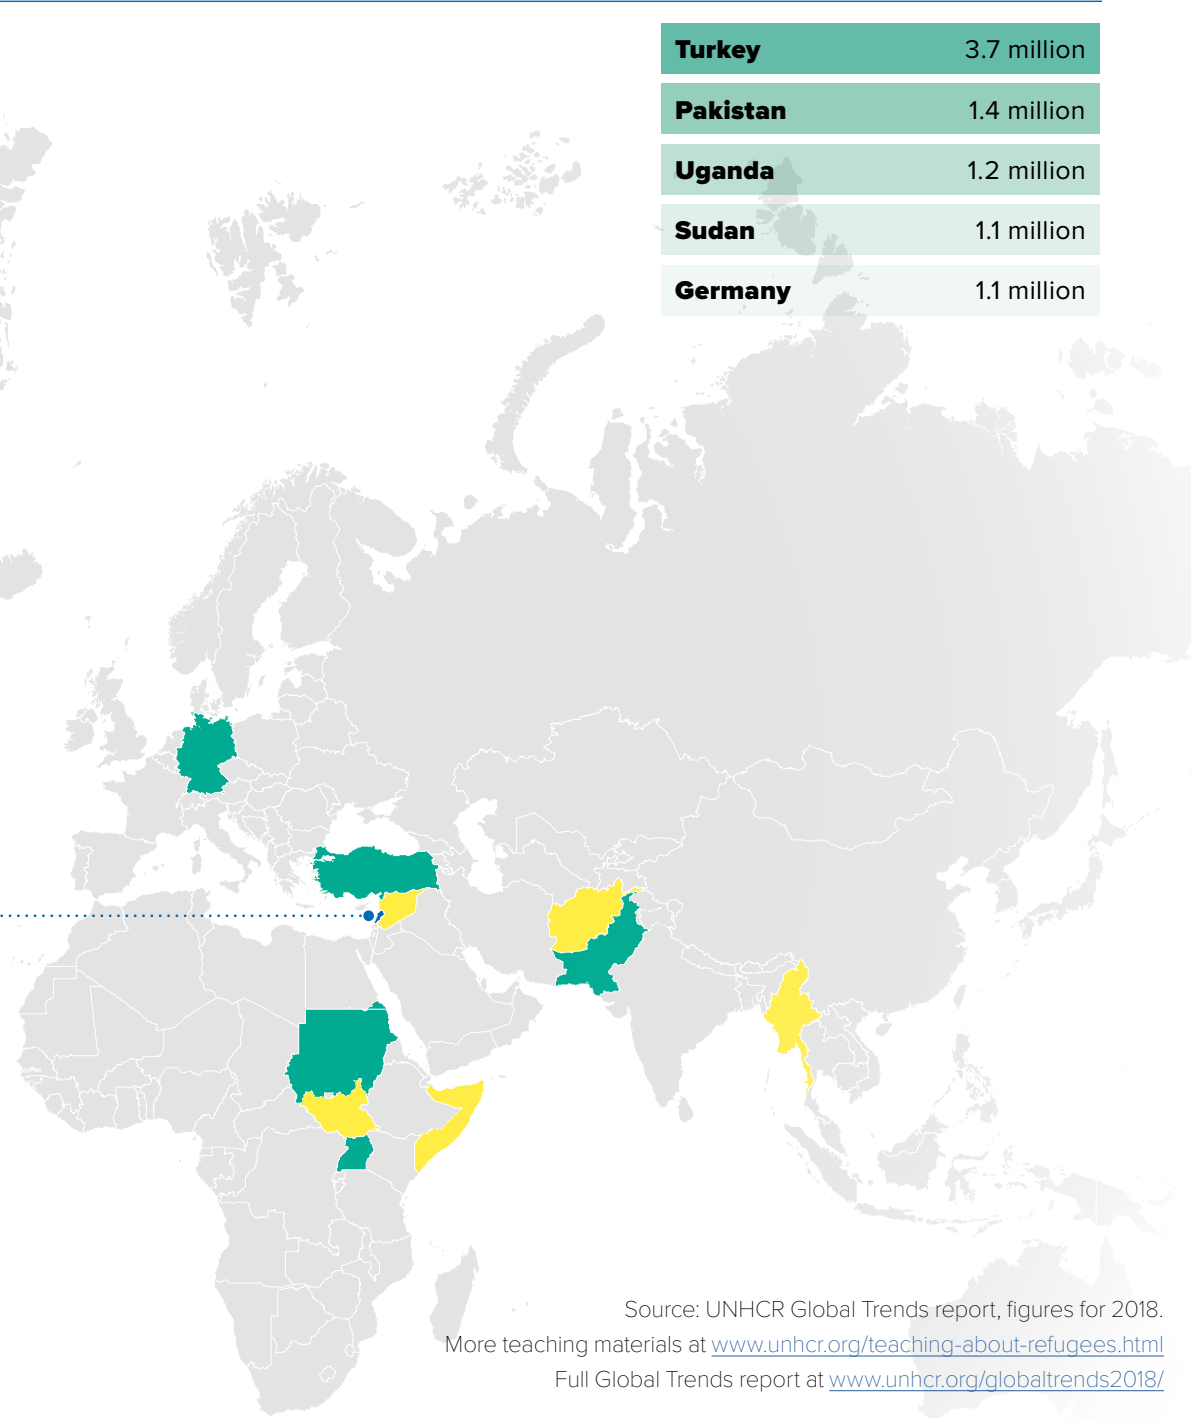 Turkey 3.7 million
Pakistan 1.4 million
Uganda 1.2 million
Sudan 1.1 million
Germany 1.1 million
Source: UNHCR Global Trends report, figures for 2018.
More teaching materials at www.unhcr.org/teaching-about-refugees.html
Full Global Trends report at www.unhcr.org/globaltrends2018/